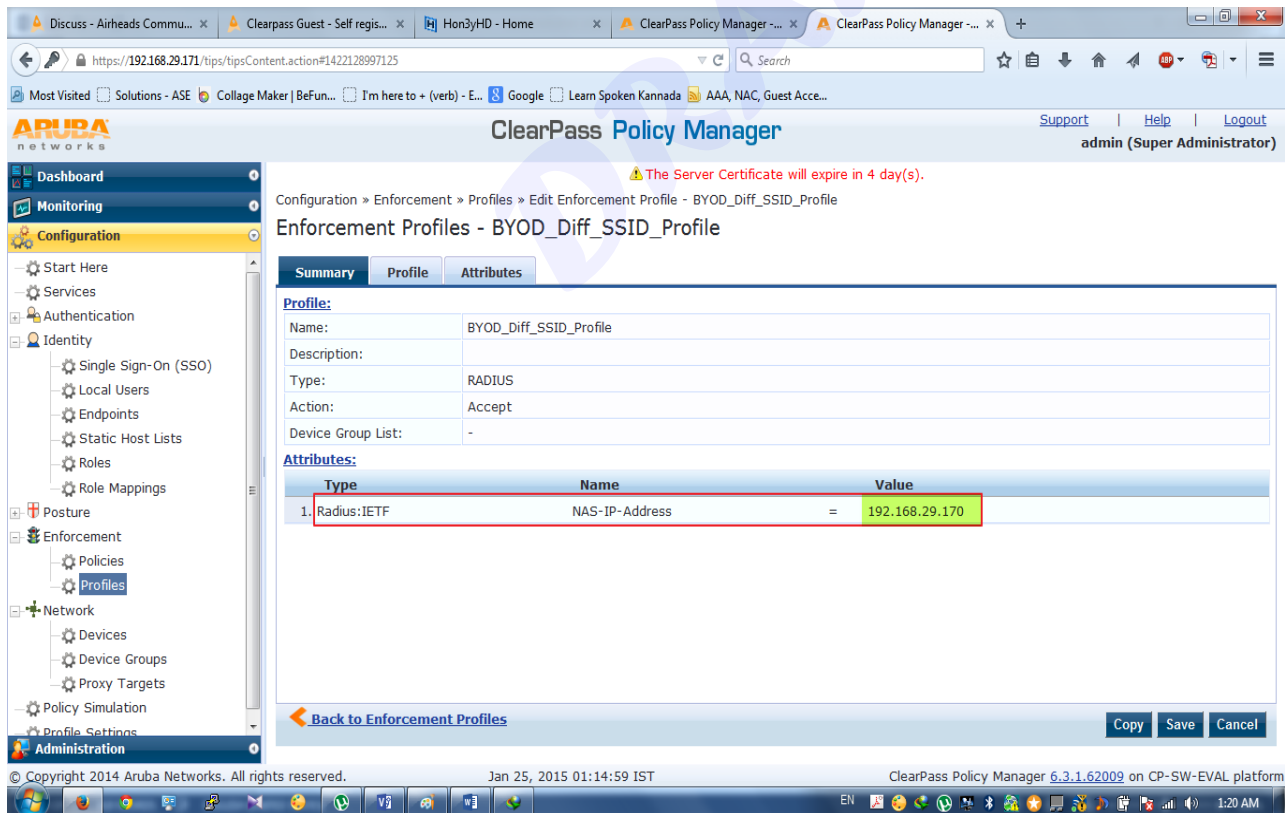 Discuss - Airheads Commu... × Clearpass Guest - Self regis... × Hon3yHD - Home × ClearPass Policy Manager -... × ClearPass Policy Manager -... × +
https://192.168.29.171/tips/tipsContent.action#1422128997125 Search
Most Visited Solutions - ASE Collage Maker | BeFun... I'm here to + (verb) - E... Google Learn Spoken Kannada AAA, NAC, Guest Acce...
ARUBA
networks
ClearPass Policy Manager
Support | Help | Logout
admin (Super Administrator)
Dashboard
Monitoring
Configuration
Start Here
Services
Authentication
Identity
Single Sign-On (SSO)
Local Users
Endpoints
Static Host Lists
Roles
Role Mappings
Posture
Enforcement
Policies
Profiles
Network
Devices
Device Groups
Proxy Targets
Policy Simulation
Profile Settings
Administration
The Server Certificate will expire in 4 day(s).
Configuration » Enforcement » Profiles » Edit Enforcement Profile - BYOD_Diff_SSID_Profile
Enforcement Profiles - BYOD_Diff_SSID_Profile
Summary Profile Attributes
Profile:
Name: BYOD_Diff_SSID_Profile
Description:
Type: RADIUS
Action: Accept
Device Group List: -
Attributes:
Type Name Value
1. Radius:IETF NAS-IP-Address = 192.168.29.170
Back to Enforcement Profiles
Copy Save Cancel
© Copyright 2014 Aruba Networks. All rights reserved. Jan 25, 2015 01:14:59 IST ClearPass Policy Manager 6.3.1.62009 on CP-SW-EVAL platform
EN 1:20 AM